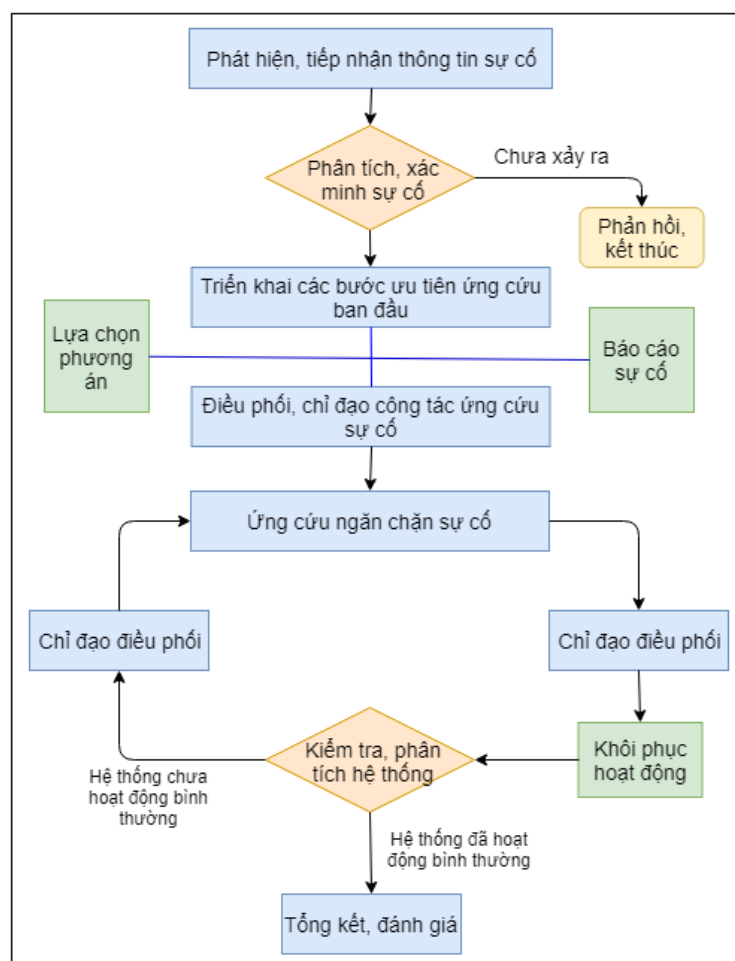 Phát hiện, tiếp nhận thông tin sự cố
Phân tích, xác
minh sự cố
Chưa xảy ra
Phản hồi,
kết thúc
Triển khai các bước ưu tiên ứng cứu
ban đầu
Lựa chọn
phương
án
Báo cáo
sự cố
Điều phối, chỉ đạo công tác ứng cứu
sự cố
Ứng cứu ngăn chặn sự cố
Chỉ đạo điều phối
Chỉ đạo điều phối
Khôi phục
hoạt động
Kiểm tra, phân
tích hệ thống
Hệ thống chưa
hoạt động bình
thường
Hệ thống đã hoạt
động bình thường
Tổng kết, đánh giá